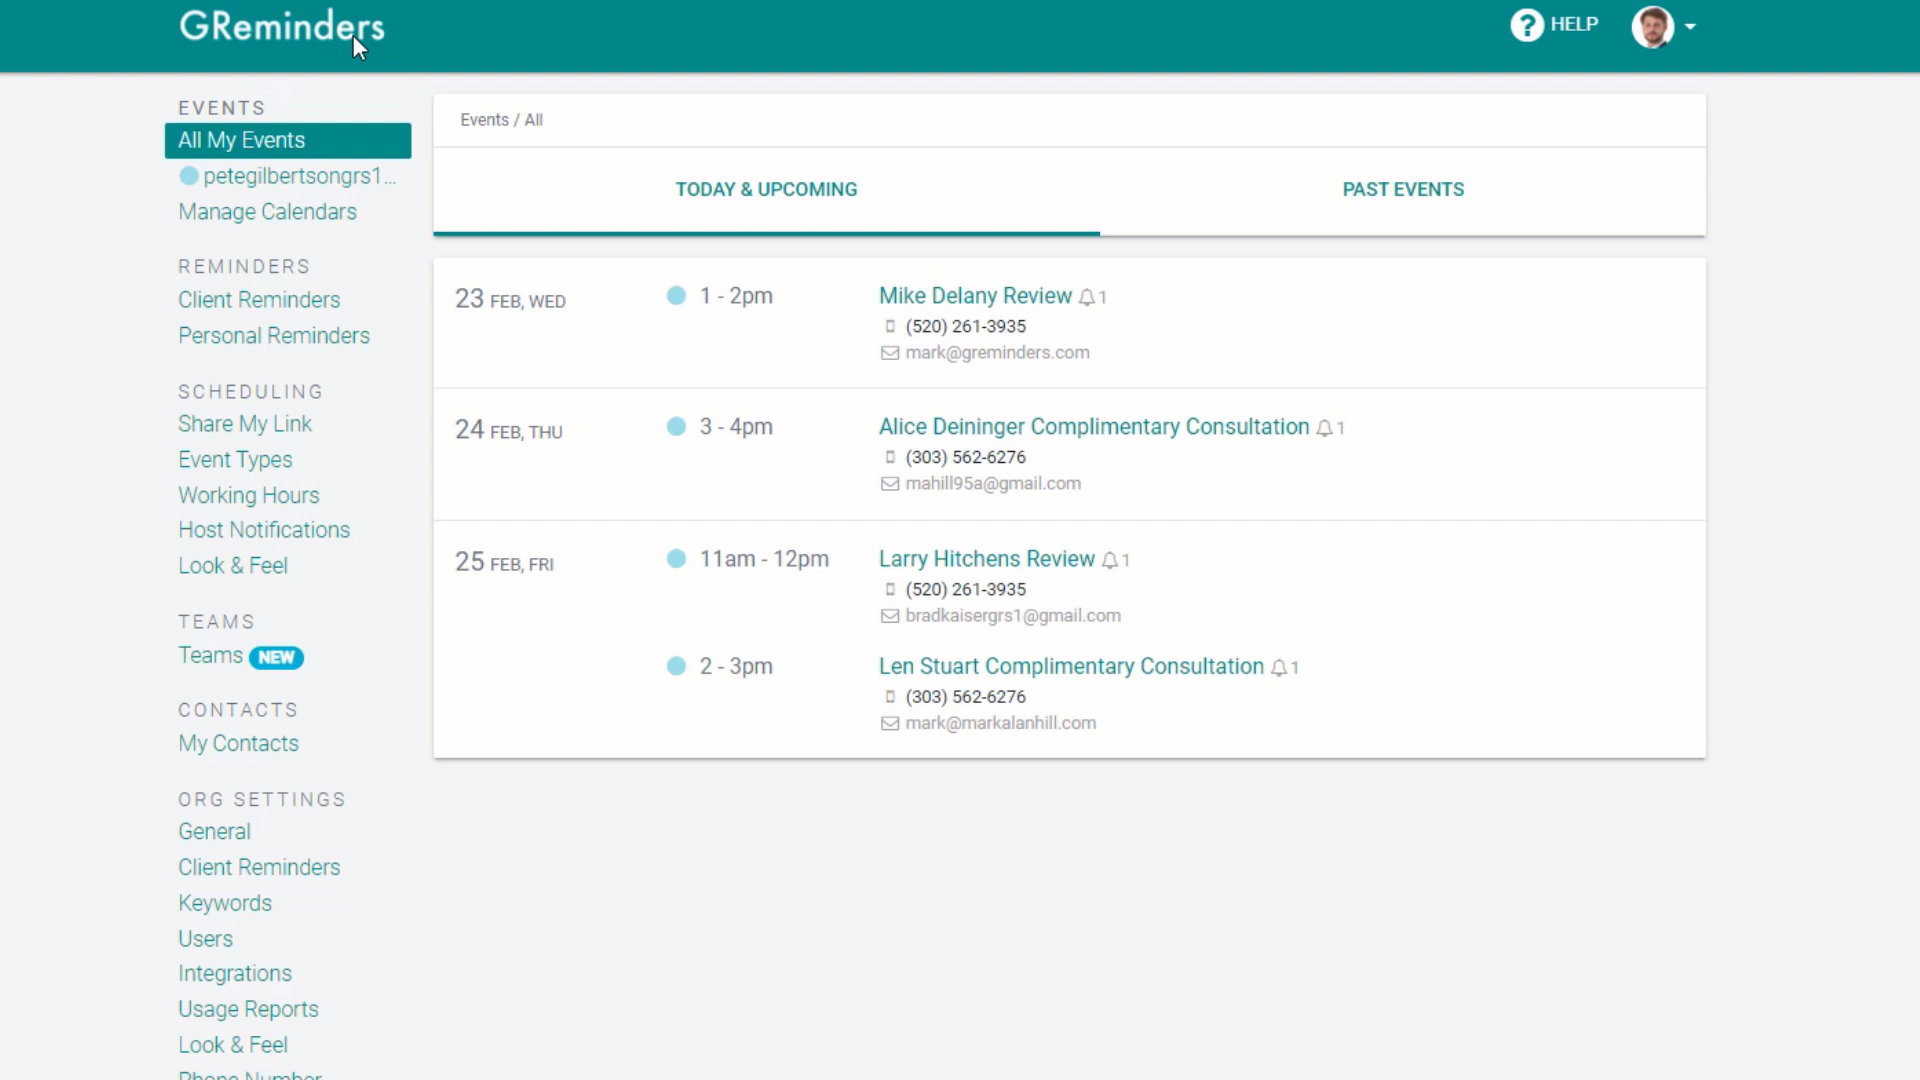 GReminders
? HELP
EVENTS
All My Events
petegilbertsongrs1...
Manage Calendars
REMINDERS
Client Reminders
Personal Reminders
SCHEDULING
Share My Link
Event Types
Working Hours
Host Notifications
Look & Feel
TEAMS
Teams NEW
CONTACTS
My Contacts
ORG SETTINGS
General
Client Reminders
Keywords
Users
Integrations
Usage Reports
Look & Feel
Phone Number
Events / All
TODAY & UPCOMING
PAST EVENTS
23 FEB, WED
1 - 2pm
Mike Delany Review 1
(520) 261-3935
mark@greminders.com
24 FEB, THU
3 - 4pm
Alice Deininger Complimentary Consultation 1
(303) 562-6276
mahill95a@gmail.com
25 FEB, FRI
11am - 12pm
Larry Hitchens Review 1
(520) 261-3935
bradkaisergrs1@gmail.com
2 - 3pm
Len Stuart Complimentary Consultation 1
(303) 562-6276
mark@markalanhill.com